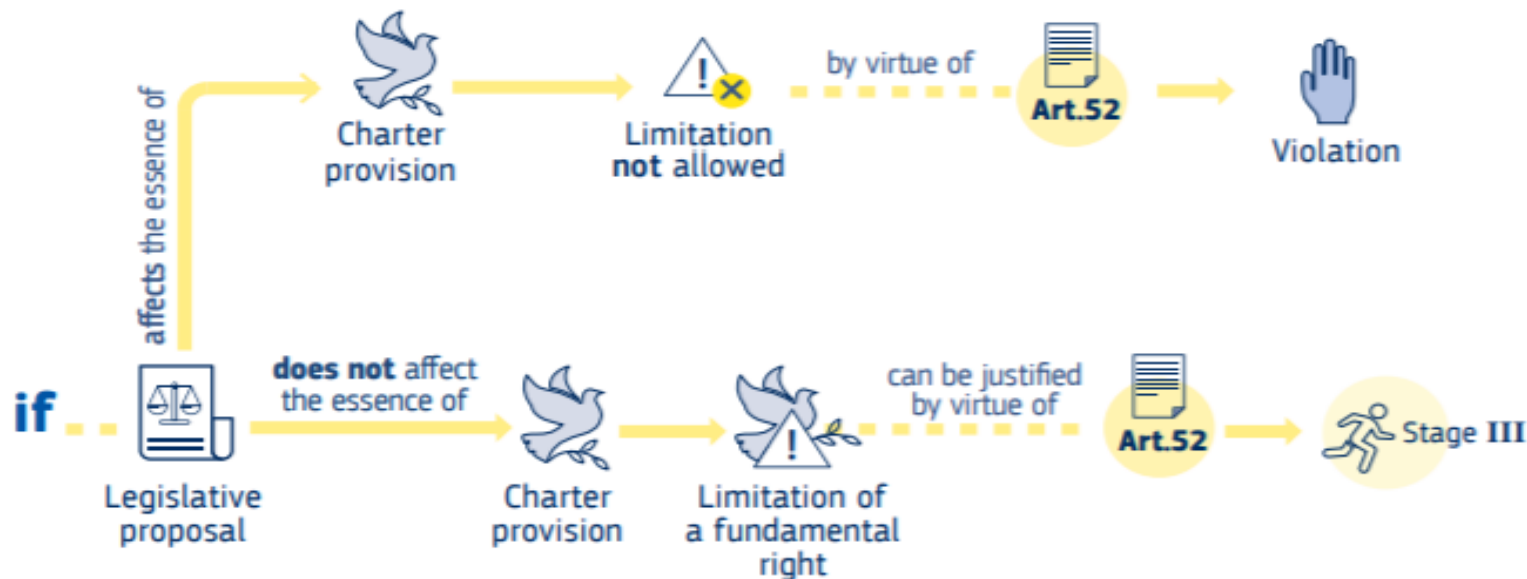 affects the essence of
Charter
provision
Limitation
not allowed
by virtue of
Art.52
Violation
if
Legislative
proposal
does not affect
the essence of
Charter
provision
Limitation of
a fundamental
right
can be justified
by virtue of
Art.52
Stage III